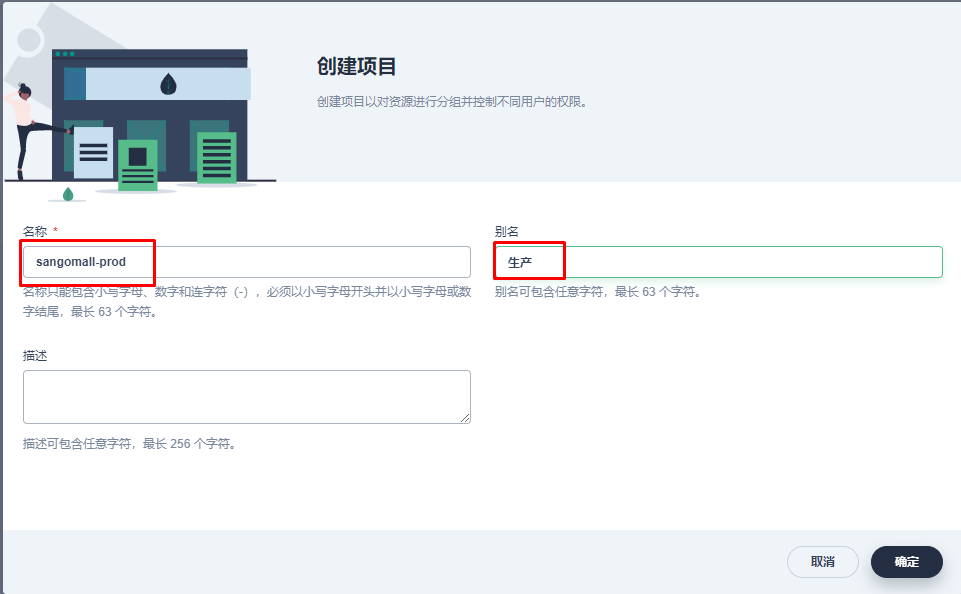 创建项目
创建项目以对资源进行分组并控制不同用户的权限。
名称 *
sangomall-prod
名称只能包含小写字母、数字和连字符（-），必须以小写字母开头并以小写字母或数
字结尾，最长 63 个字符。
别名
生产
别名可包含任意字符，最长 63 个字符。
描述
描述可包含任意字符，最长 256 个字符。
取消
确定